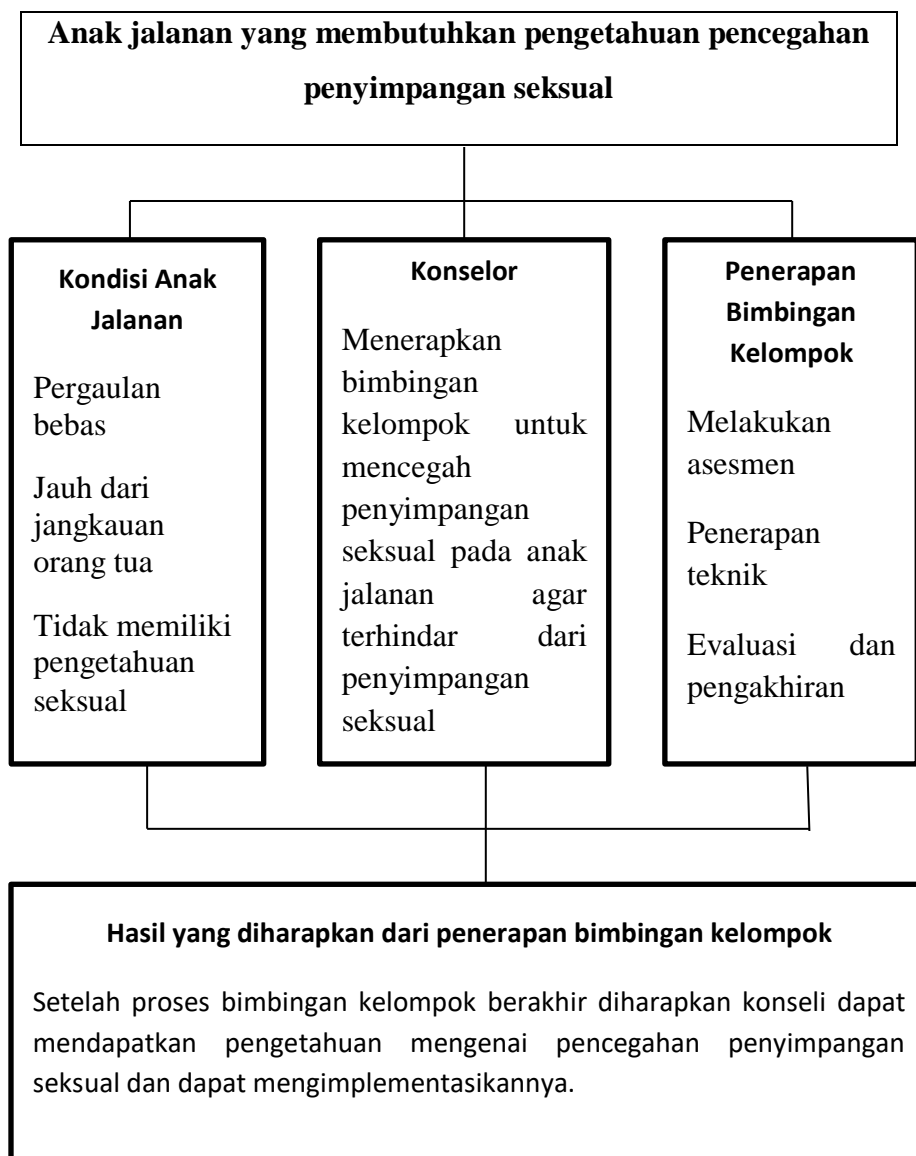 Anak jalanan yang membutuhkan pengetahuan pencegahan
penyimpangan seksual
Kondisi Anak
Jalanan
Pergaulan
bebas
Jauh dari
jangkauan
orang tua
Tidak memiliki
pengetahuan
seksual
Konselor
Menerapkan
bimbingan
kelompok untuk
mencegah
penyimpangan
seksual pada anak
jalanan agar
terhindar dari
penyimpangan
seksual
Penerapan
Bimbingan
Kelompok
Melakukan
asesmen
Penerapan
teknik
Evaluasi dan
pengakhiran
Hasil yang diharapkan dari penerapan bimbingan kelompok
Setelah proses bimbingan kelompok berakhir diharapkan konseli dapat
mendapatkan pengetahuan mengenai pencegahan penyimpangan
seksual dan dapat mengimplementasikannya.